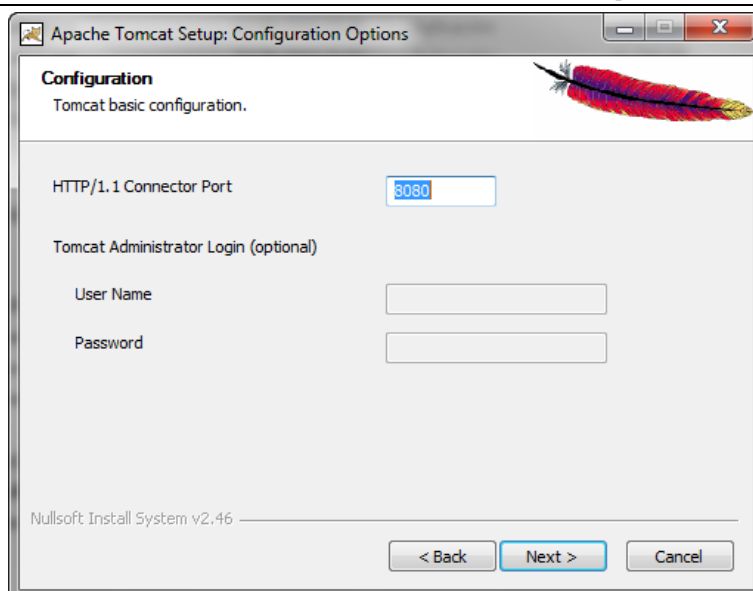 Apache Tomcat Setup: Configuration Options
Configuration
Tomcat basic configuration.
HTTP/1.1 Connector Port
8080
Tomcat Administrator Login (optional)
User Name
Password
Nullsoft Install System v2.46
< Back Next > Cancel